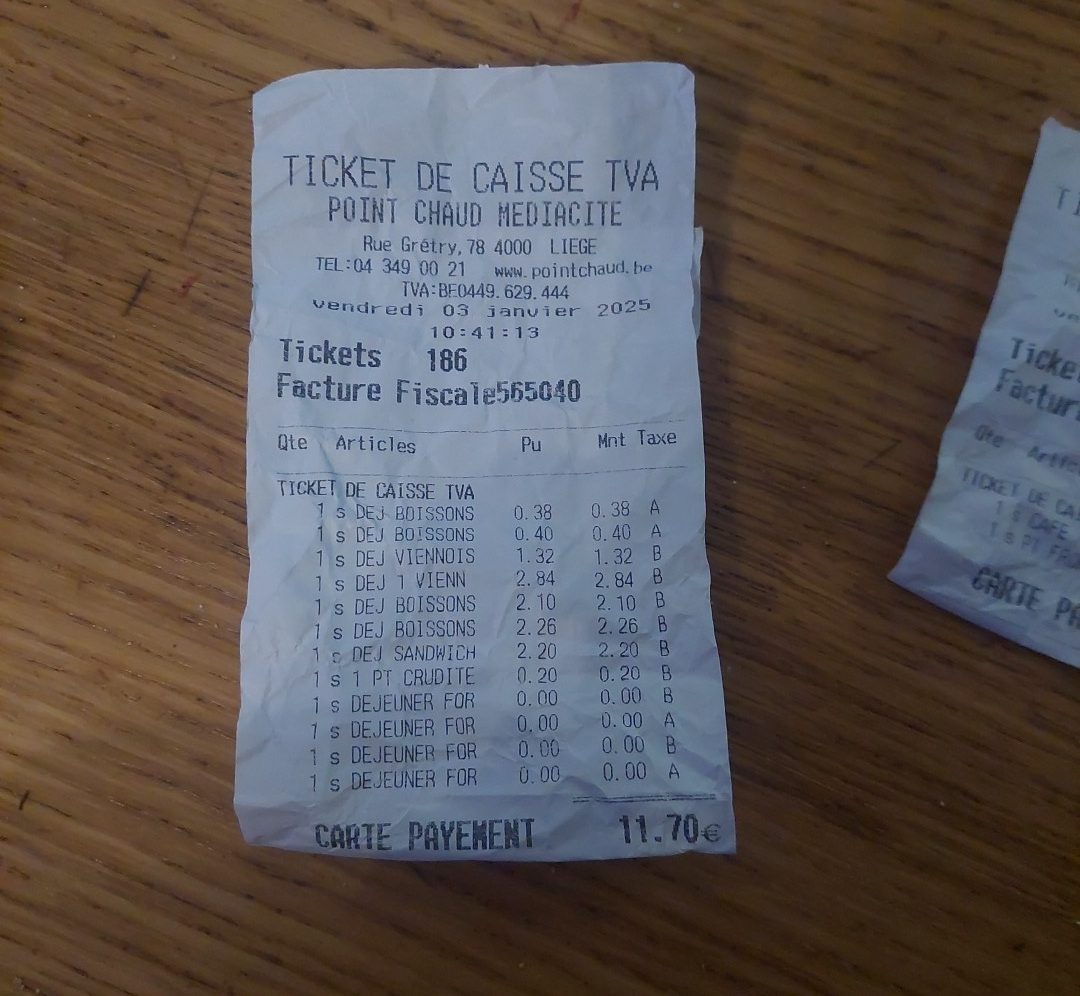 TICKET DE CAISSE TVA
POINT CHAUD MEDIACITE
Rue Grétry,78 4000 LIEGE
TEL:04 349 00 21 www.pointchaud.be
TVA:BE0449.629.444
vendredi 03 janvier 2025
10:41:13
Tickets 186
Facture Fiscale565040
Qte Articles Pu Mnt Taxe
TICKET DE CAISSE TVA
1 s DEJ BOISSONS 0.38 0.38 A
1 s DEJ BOISSONS 0.40 0.40 A
1 s DEJ VIENNOIS 1.32 1.32 B
1 s DEJ 1 VIENN 2.84 2.84 B
1 s DEJ BOISSONS 2.10 2.10 B
1 s DEJ BOISSONS 2.26 2.26 B
1 s DEJ SANDWICH 2.20 2.20 B
1 s 1 PT CRUDITE 0.20 0.20 B
1 s DEJEUNER FOR 0.00 0.00 B
1 s DEJEUNER FOR 0.00 0.00 A
1 s DEJEUNER FOR 0.00 0.00 B
1 s DEJEUNER FOR 0.00 0.00 A
CARTE PAYEMENT 11.70€
TI
Ticke
Factur
Qte Artic
TICKET DE CA
1 s CAFE
1 s PT FR
CARTE PA